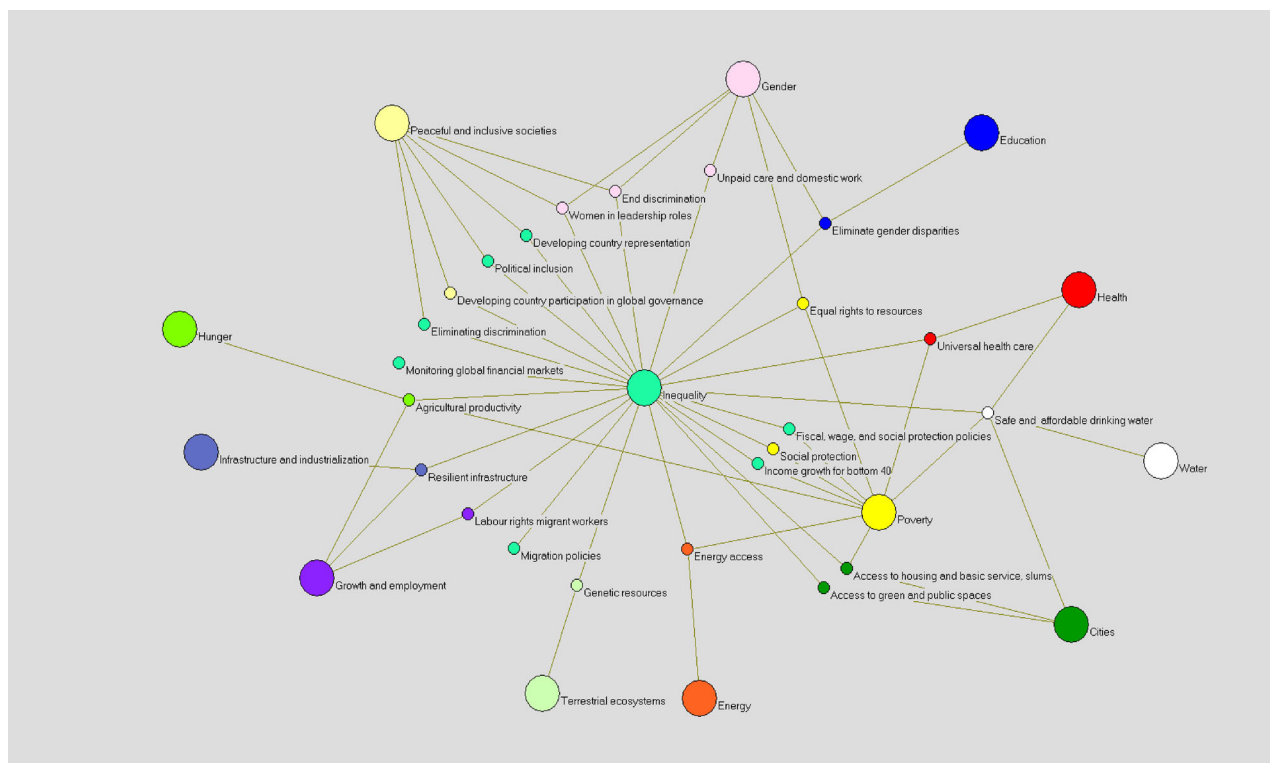 Gender
Peaceful and inclusive societies
Education
Unpaid care and domestic work
End discrimination
Women in leadership roles
Eliminate gender disparities
Developing country representation
Political inclusion
Health
Developing country participation in global governance
Equal rights to resources
Eliminating discrimination
Hunger
Universal health care
Monitoring global financial markets
Inequality
Agricultural productivity
Safe and affordable drinking water
Fiscal, wage, and social protection policies
Social protection
Infrastructure and industrialization
Water
Income growth for bottom 40
Resilient infrastructure
Labour rights migrant workers
Poverty
Migration policies
Energy access
Access to housing and basic service, slums
Growth and employment
Genetic resources
Access to green and public spaces
Cities
Terrestrial ecosystems
Energy